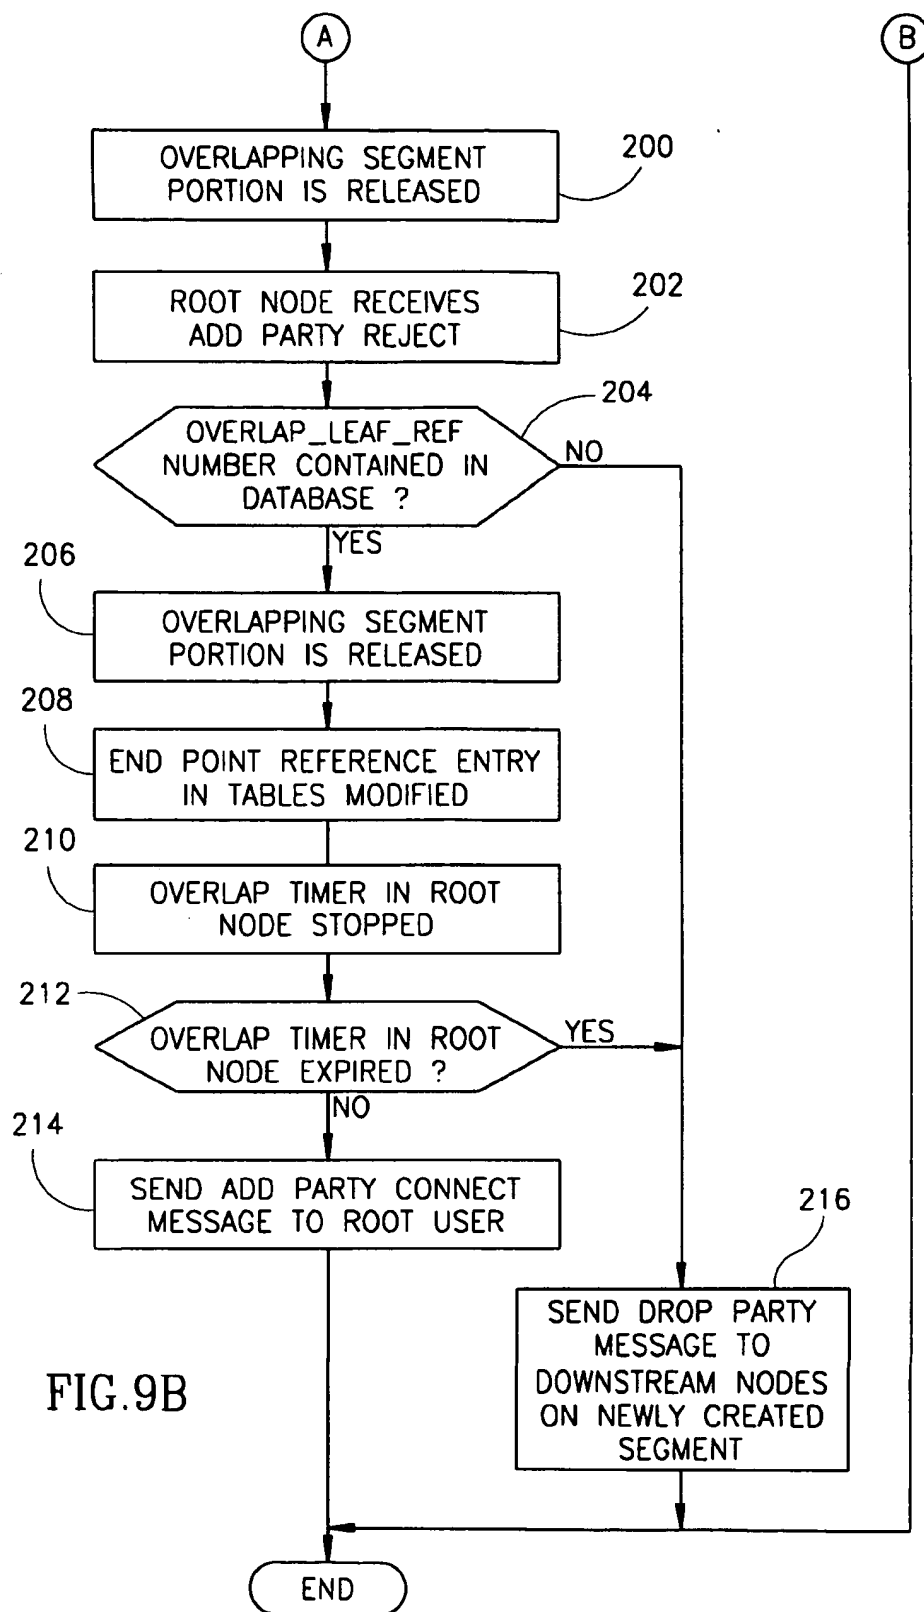 A
B
OVERLAPPING SEGMENT
PORTION IS RELEASED
200
ROOT NODE RECEIVES
ADD PARTY REJECT
202
OVERLAP_LEAF_REF
NUMBER CONTAINED IN
DATABASE ?
204
NO
YES
206
OVERLAPPING SEGMENT
PORTION IS RELEASED
208
END POINT REFERENCE ENTRY
IN TABLES MODIFIED
210
OVERLAP TIMER IN ROOT
NODE STOPPED
212
OVERLAP TIMER IN ROOT
NODE EXPIRED ?
YES
NO
214
SEND ADD PARTY CONNECT
MESSAGE TO ROOT USER
216
SEND DROP PARTY
MESSAGE TO
DOWNSTREAM NODES
ON NEWLY CREATED
SEGMENT
FIG.9B
END